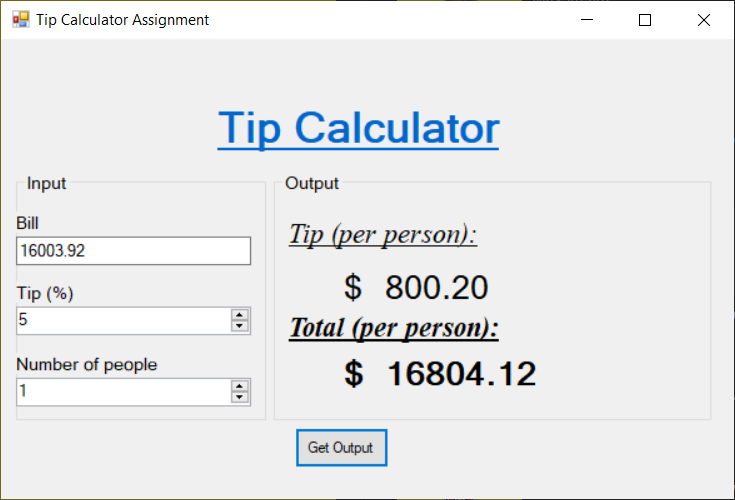 Tip Calculator Assignment
Tip Calculator
Input
Bill
16003.92
Tip (%)
5
Number of people
1
Output
Tip (per person):
$ 800.20
Total (per person):
$ 16804.12
Get Output